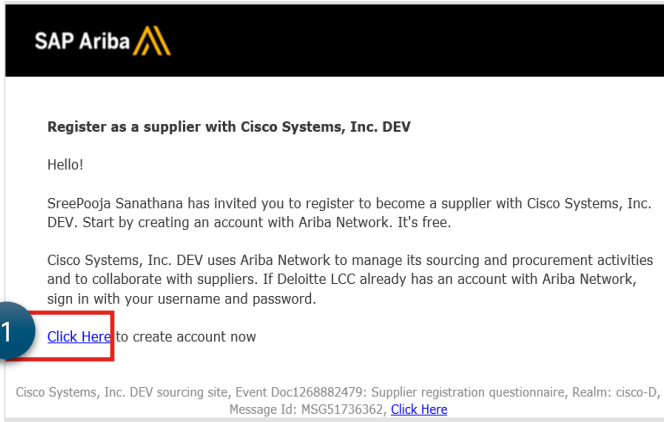 SAP Ariba
Register as a supplier with Cisco Systems, Inc. DEV
Hello!
SreePooja Sanathana has invited you to register to become a supplier with Cisco Systems, Inc.
DEV. Start by creating an account with Ariba Network. It's free.
Cisco Systems, Inc. DEV uses Ariba Network to manage its sourcing and procurement activities
and to collaborate with suppliers. If Deloitte LCC already has an account with Ariba Network,
sign in with your username and password.
1
Click Here to create account now
Cisco Systems, Inc. DEV sourcing site, Event Doc1268882479: Supplier registration questionnaire, Realm: cisco-D,
Message Id: MSG51736362, Click Here